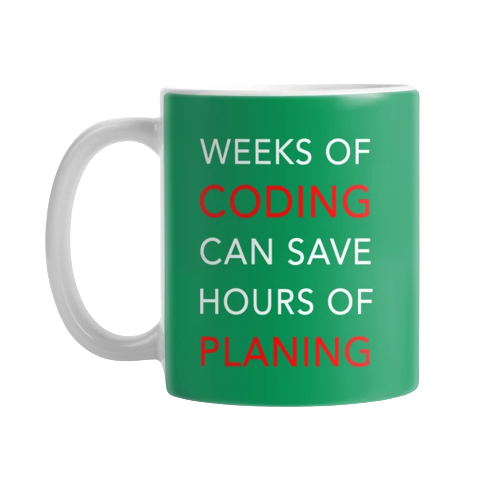 WEEKS OF
CODING
CAN SAVE
HOURS OF
PLANING